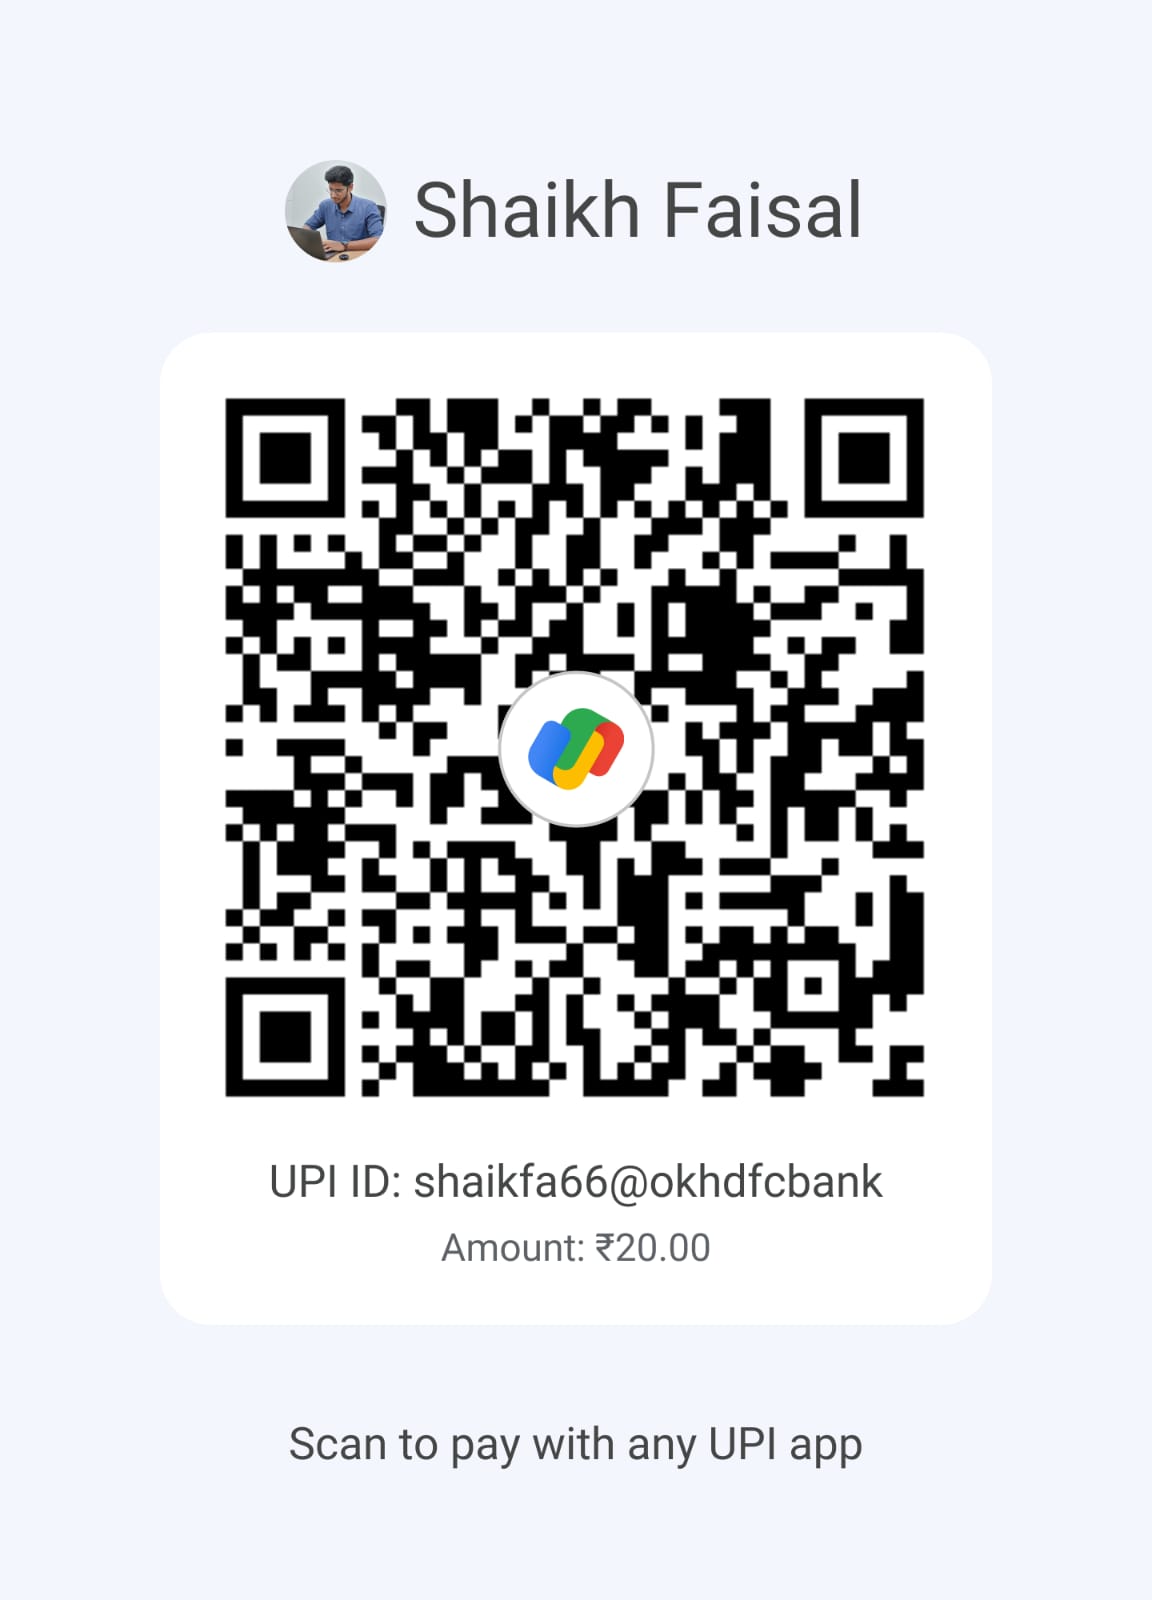 Shaikh Faisal
UPI ID: shaikfa66@okhdfcbank
Amount: ₹20.00
Scan to pay with any UPI app